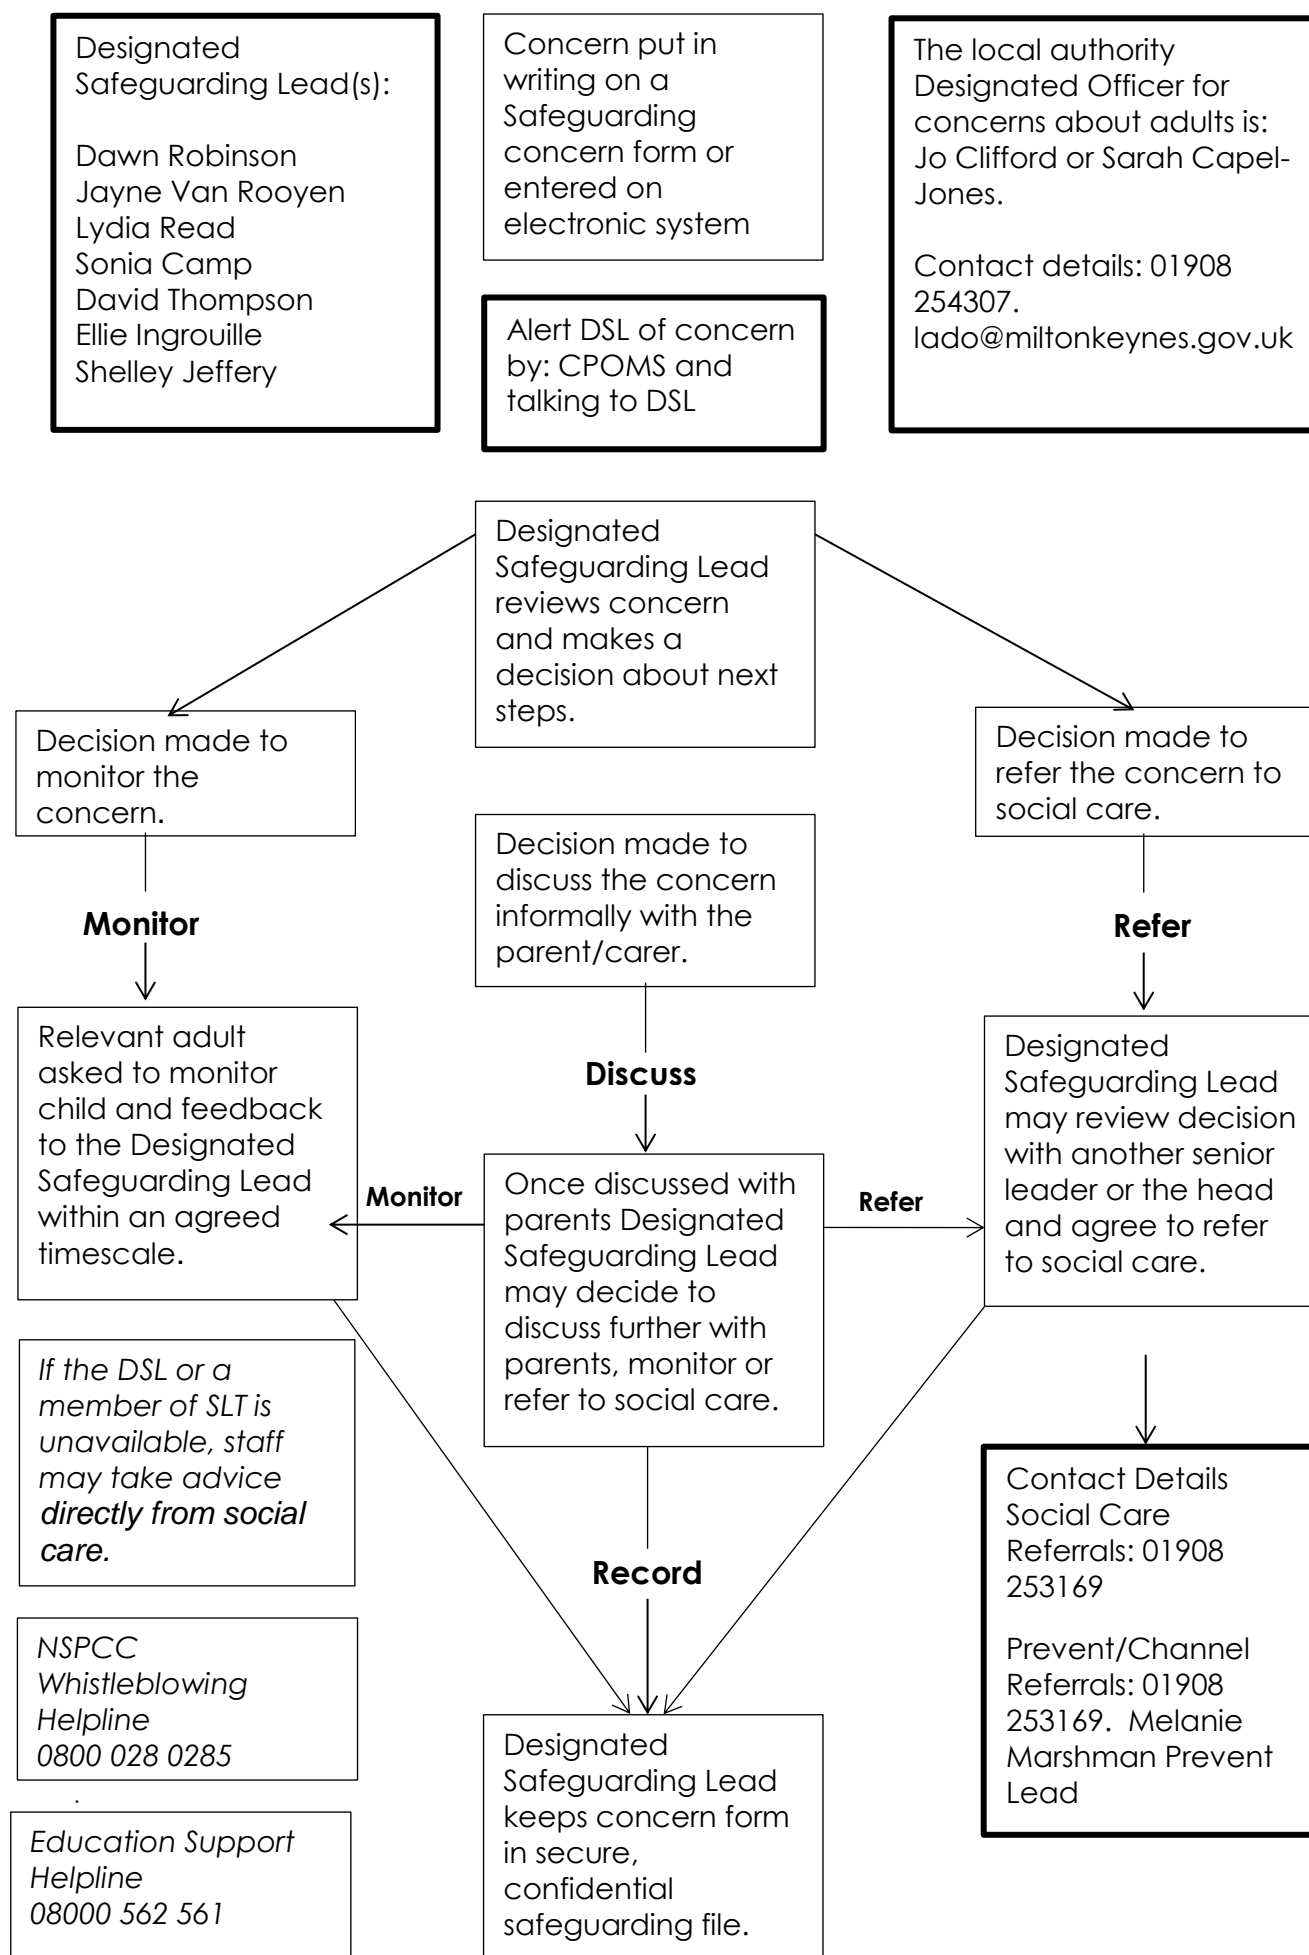 Designated
Safeguarding Lead(s):
Dawn Robinson
Jayne Van Rooyen
Lydia Read
Sonia Camp
David Thompson
Ellie Ingrouille
Shelley Jeffery
Concern put in
writing on a
Safeguarding
concern form or
entered on
electronic system
Alert DSL of concern
by: CPOMS and
talking to DSL
The local authority
Designated Officer for
concerns about adults is:
Jo Clifford or Sarah Capel-
Jones.
Contact details: 01908
254307.
lado@miltonkeynes.gov.uk
Designated
Safeguarding Lead
reviews concern
and makes a
decision about next
steps.
Decision made to
monitor the
concern.
Decision made to
discuss the concern
informally with the
parent/carer.
Decision made to
refer the concern to
social care.
Monitor
Discuss
Refer
Relevant adult
asked to monitor
child and feedback
to the Designated
Safeguarding Lead
within an agreed
timescale.
Monitor
Once discussed with
parents Designated
Safeguarding Lead
may decide to
discuss further with
parents, monitor or
refer to social care.
Refer
Designated
Safeguarding Lead
may review decision
with another senior
leader or the head
and agree to refer
to social care.
If the DSL or a
member of SLT is
unavailable, staff
may take advice
directly from social
care.
Record
NSPCC
Whistleblowing
Helpline
0800 028 0285
.
Education Support
Helpline
08000 562 561
Designated
Safeguarding Lead
keeps concern form
in secure,
confidential
safeguarding file.
Contact Details
Social Care
Referrals: 01908
253169
Prevent/Channel
Referrals: 01908
253169.  Melanie
Marshman Prevent
Lead